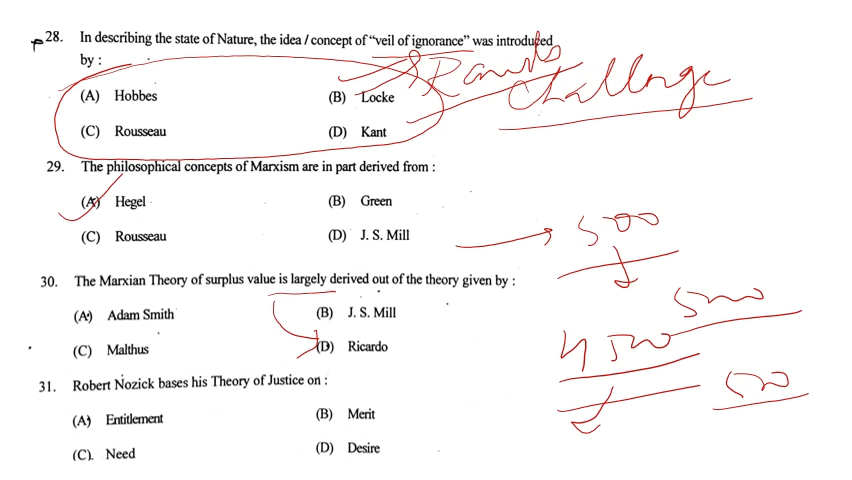 28. In describing the state of Nature, the idea / concept of "veil of ignorance" was introduced
by :
(A) Hobbes (B) Locke
(C) Rousseau (D) Kant
Rawls
Challenge
29. The philosophical concepts of Marxism are in part derived from :
(A) Hegel (B) Green
(C) Rousseau (D) J. S. Mill
500
30. The Marxian Theory of surplus value is largely derived out of the theory given by :
(A) Adam Smith (B) J. S. Mill
500
(C) Malthus (D) Ricardo
4500
31. Robert Nozick bases his Theory of Justice on :
500
(A) Entitlement (B) Merit
(C). Need (D) Desire